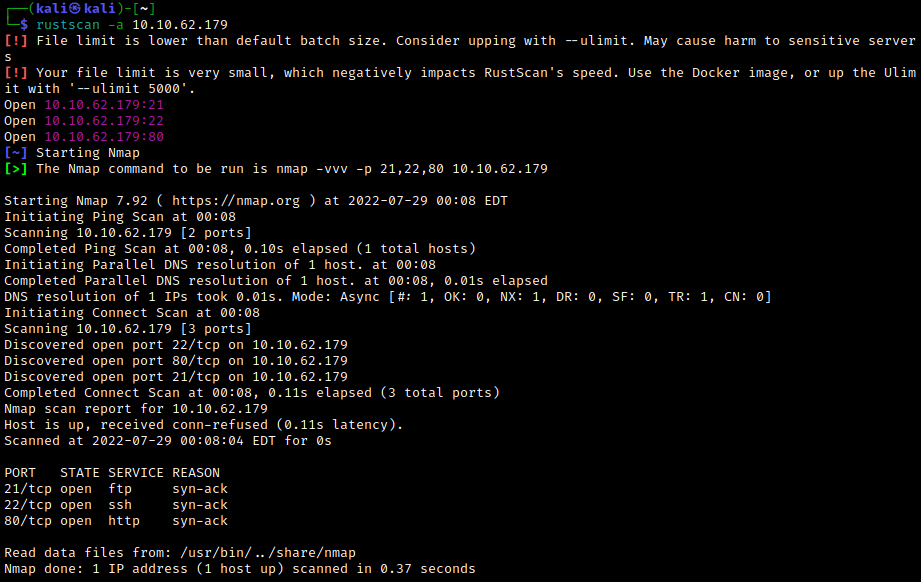 ┌──(kali㉿kali)-[~]
└─$ rustscan -a 10.10.62.179
[!] File limit is lower than default batch size. Consider upping with --ulimit. May cause harm to sensitive server
s
[!] Your file limit is very small, which negatively impacts RustScan's speed. Use the Docker image, or up the Ulim
it with '--ulimit 5000'.
Open 10.10.62.179:21
Open 10.10.62.179:22
Open 10.10.62.179:80
[~] Starting Nmap
[>] The Nmap command to be run is nmap -vvv -p 21,22,80 10.10.62.179

Starting Nmap 7.92 ( https://nmap.org ) at 2022-07-29 00:08 EDT
Initiating Ping Scan at 00:08
Scanning 10.10.62.179 [2 ports]
Completed Ping Scan at 00:08, 0.10s elapsed (1 total hosts)
Initiating Parallel DNS resolution of 1 host. at 00:08
Completed Parallel DNS resolution of 1 host. at 00:08, 0.01s elapsed
DNS resolution of 1 IPs took 0.01s. Mode: Async [#: 1, OK: 0, NX: 1, DR: 0, SF: 0, TR: 1, CN: 0]
Initiating Connect Scan at 00:08
Scanning 10.10.62.179 [3 ports]
Discovered open port 22/tcp on 10.10.62.179
Discovered open port 80/tcp on 10.10.62.179
Discovered open port 21/tcp on 10.10.62.179
Completed Connect Scan at 00:08, 0.11s elapsed (3 total ports)
Nmap scan report for 10.10.62.179
Host is up, received conn-refused (0.11s latency).
Scanned at 2022-07-29 00:08:04 EDT for 0s

PORT   STATE SERVICE REASON
21/tcp open  ftp     syn-ack
22/tcp open  ssh     syn-ack
80/tcp open  http    syn-ack

Read data files from: /usr/bin/../share/nmap
Nmap done: 1 IP address (1 host up) scanned in 0.37 seconds